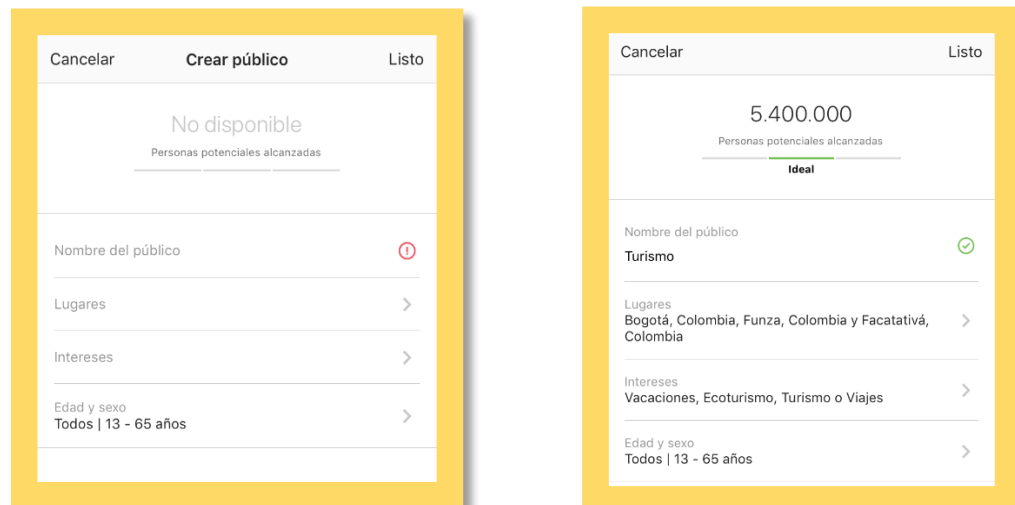 Cancelar Crear público Listo
No disponible
Personas potenciales alcanzadas
Nombre del público
Lugares
Intereses
Edad y sexo
Todos | 13 - 65 años
Cancelar Listo
5.400.000
Personas potenciales alcanzadas
Ideal
Nombre del público
Turismo
Lugares
Bogotá, Colombia, Funza, Colombia y Facatativá,
Colombia
Intereses
Vacaciones, Ecoturismo, Turismo o Viajes
Edad y sexo
Todos | 13 - 65 años